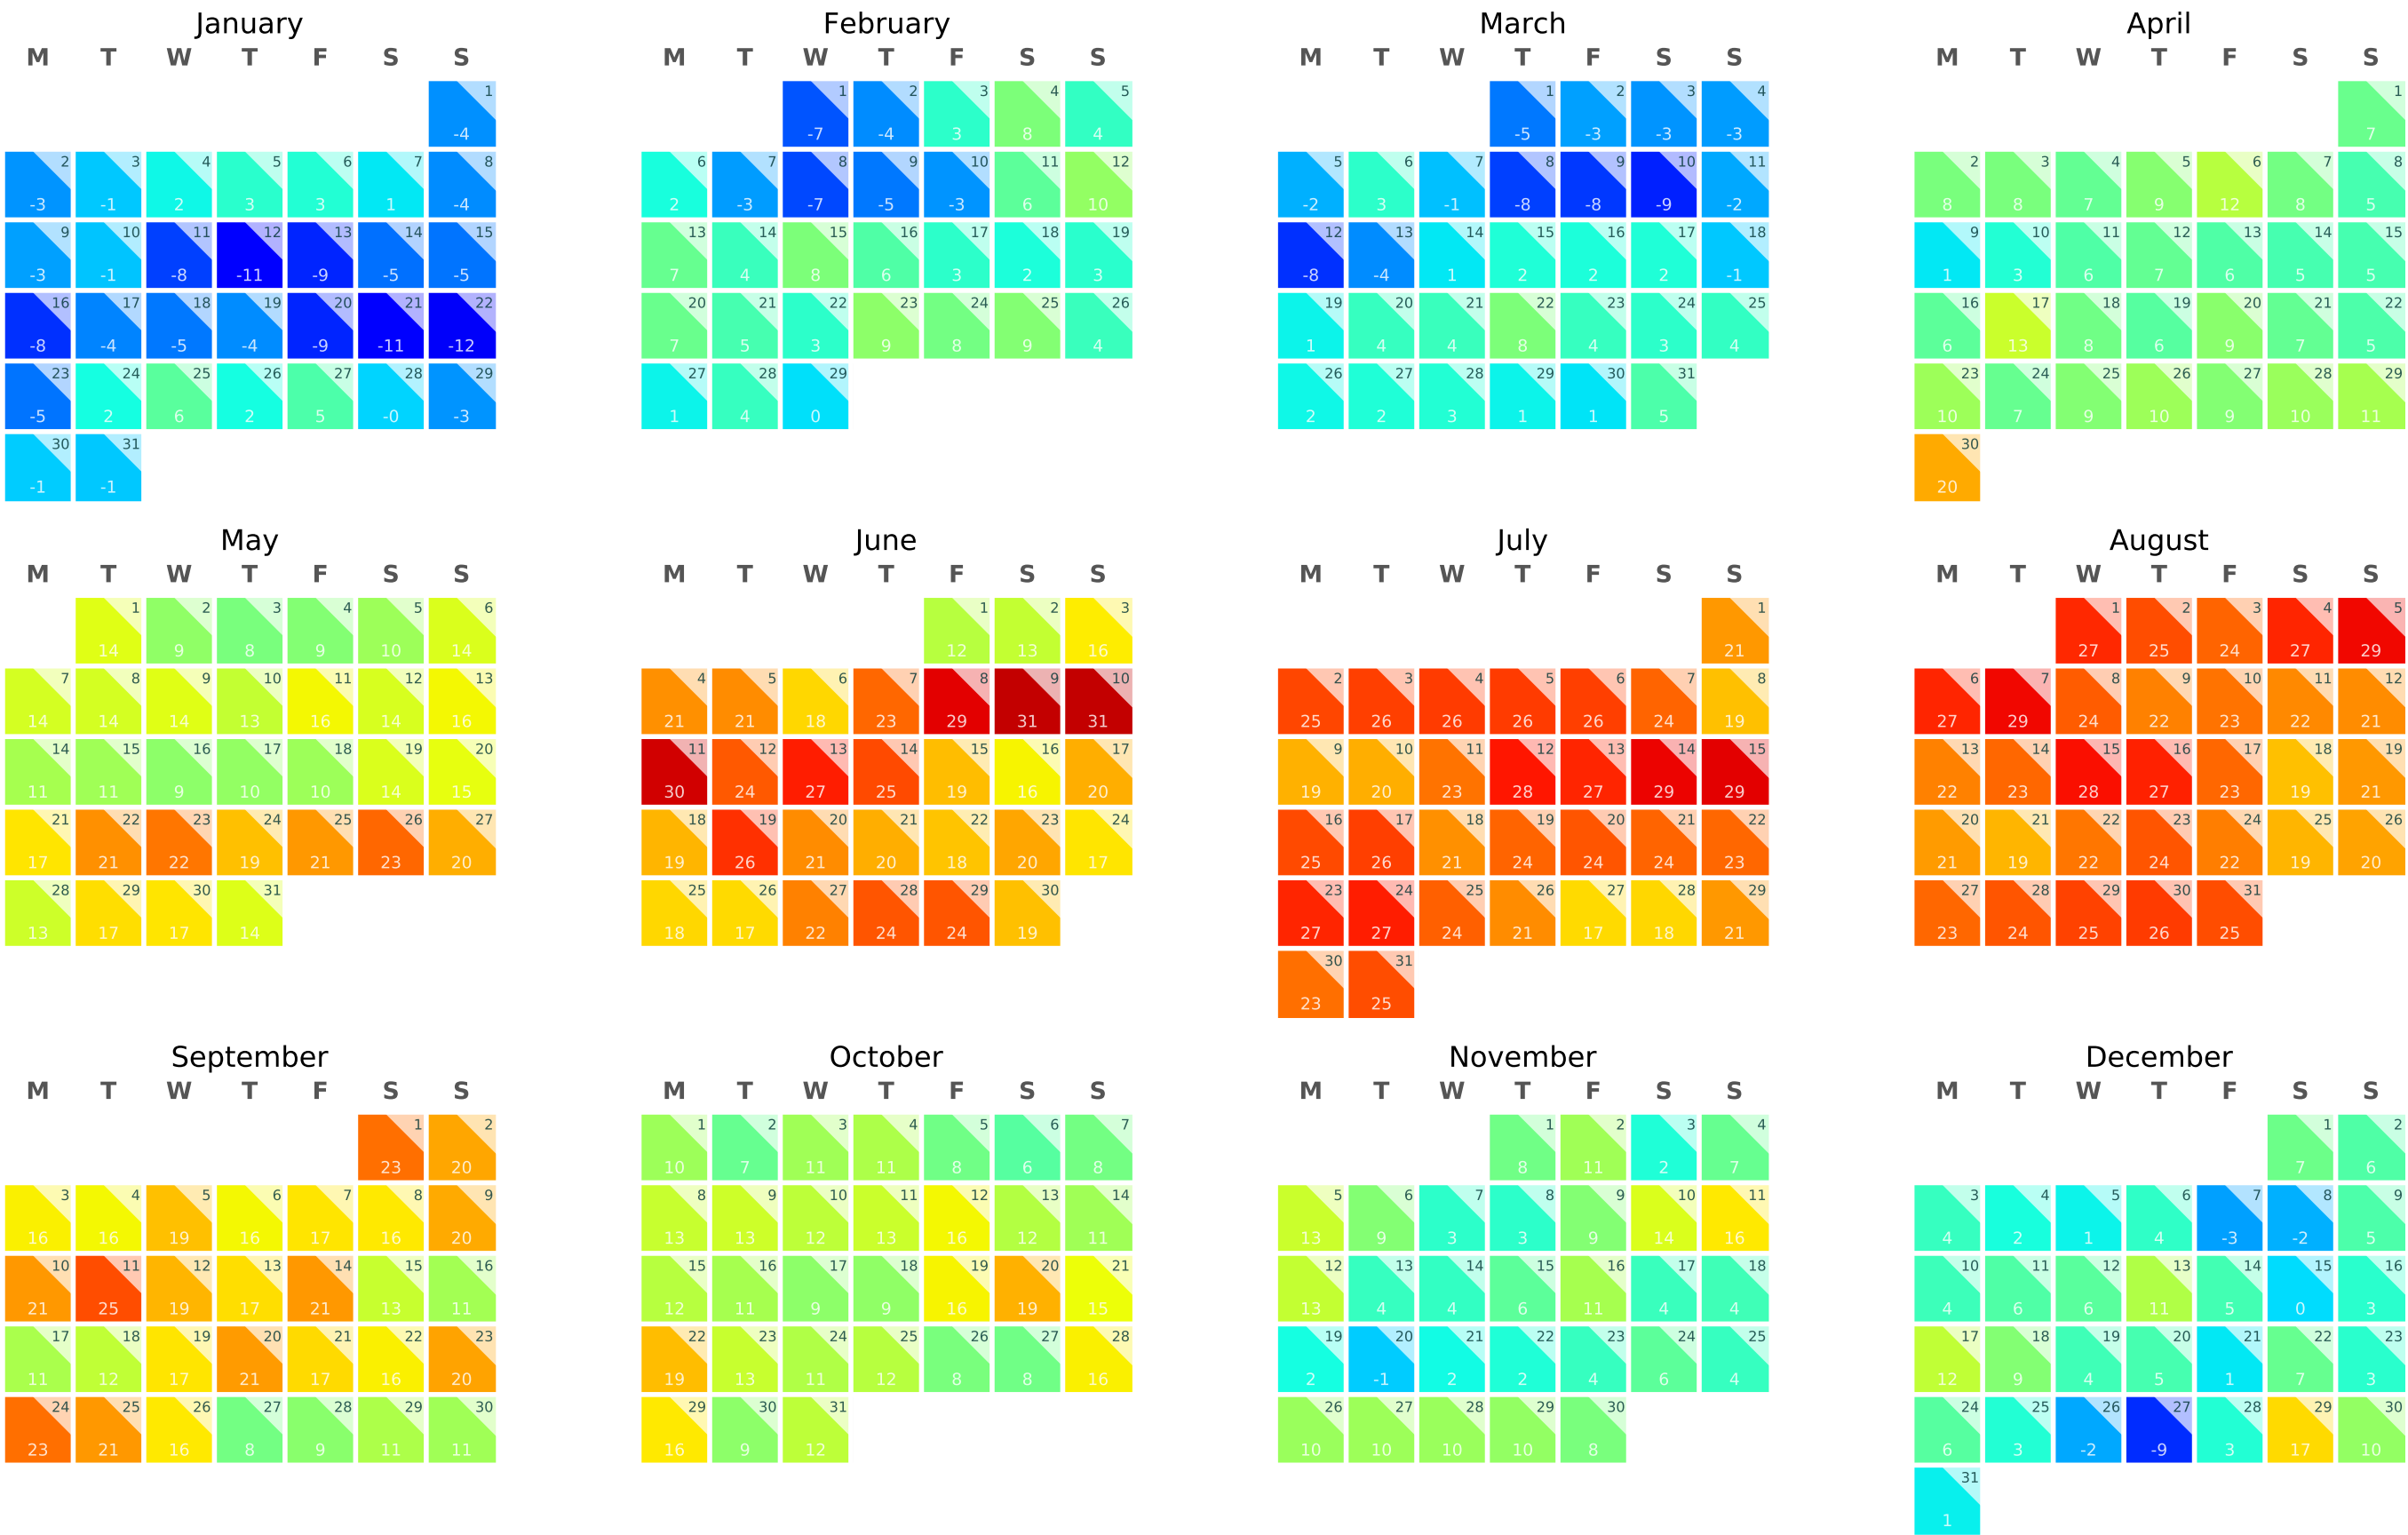 January February March April
M T W T F S S M T W T F S S M T W T F S S M T W T F S S
1 1 2 3 4 5 1 2 3 4 1
-4 -7 -4 3 8 4 -5 -3 -3 -3 7
2 3 4 5 6 7 8 6 7 8 9 10 11 12 5 6 7 8 9 10 11 2 3 4 5 6 7 8
-3 -1 2 3 3 1 -4 2 -3 -7 -5 -3 6 10 -2 3 -1 -8 -8 -9 -2 8 8 7 9 12 8 5
9 10 11 12 13 14 15 13 14 15 16 17 18 19 12 13 14 15 16 17 18 9 10 11 12 13 14 15
-3 -1 -8 -11 -9 -5 -5 7 4 8 6 3 2 3 -8 -4 1 2 2 2 -1 1 3 6 7 6 5 5
16 17 18 19 20 21 22 20 21 22 23 24 25 26 19 20 21 22 23 24 25 16 17 18 19 20 21 22
-8 -4 -5 -4 -9 -11 -12 7 5 3 9 8 9 4 1 4 4 8 4 3 4 6 13 8 6 9 7 5
23 24 25 26 27 28 29 27 28 29 26 27 28 29 30 31 23 24 25 26 27 28 29
-5 2 6 2 5 -0 -3 1 4 0 2 2 3 1 1 5 10 7 9 10 9 10 11
30 31 30
-1 -1 20
May June July August
M T W T F S S M T W T F S S M T W T F S S M T W T F S S
1 2 3 4 5 6 1 2 3 1 1 2 3 4 5
14 9 8 9 10 14 12 13 16 21 27 25 24 27 29
7 8 9 10 11 12 13 4 5 6 7 8 9 10 2 3 4 5 6 7 8 6 7 8 9 10 11 12
14 14 14 13 16 14 16 21 21 18 23 29 31 31 25 26 26 26 26 24 19 27 29 24 22 23 22 21
14 15 16 17 18 19 20 11 12 13 14 15 16 17 9 10 11 12 13 14 15 13 14 15 16 17 18 19
11 11 9 10 10 14 15 30 24 27 25 19 16 20 19 20 23 28 27 29 29 22 23 28 27 23 19 21
21 22 23 24 25 26 27 18 19 20 21 22 23 24 16 17 18 19 20 21 22 20 21 22 23 24 25 26
17 21 22 19 21 23 20 19 26 21 20 18 20 17 25 26 21 24 24 24 23 21 19 22 24 22 19 20
28 29 30 31 25 26 27 28 29 30 23 24 25 26 27 28 29 27 28 29 30 31
13 17 17 14 18 17 22 24 24 19 27 27 24 21 17 18 21 23 24 25 26 25
30 31
23 25
September October November December
M T W T F S S M T W T F S S M T W T F S S M T W T F S S
1 2 1 2 3 4 5 6 7 1 2 3 4 1 2
23 20 10 7 11 11 8 6 8 8 11 2 7 7 6
3 4 5 6 7 8 9 8 9 10 11 12 13 14 5 6 7 8 9 10 11 3 4 5 6 7 8 9
16 16 19 16 17 16 20 13 13 12 13 16 12 11 13 9 3 3 9 14 16 4 2 1 4 -3 -2 5
10 11 12 13 14 15 16 15 16 17 18 19 20 21 12 13 14 15 16 17 18 10 11 12 13 14 15 16
21 25 19 17 21 13 11 12 11 9 9 16 19 15 13 4 4 6 11 4 4 4 6 6 11 5 0 3
17 18 19 20 21 22 23 22 23 24 25 26 27 28 19 20 21 22 23 24 25 17 18 19 20 21 22 23
11 12 17 21 17 16 20 19 13 11 12 8 8 16 2 -1 2 2 4 6 4 12 9 4 5 1 7 3
24 25 26 27 28 29 30 29 30 31 26 27 28 29 30 24 25 26 27 28 29 30
23 21 16 8 9 11 11 16 9 12 10 10 10 10 8 6 3 -2 -9 3 17 10
31
1